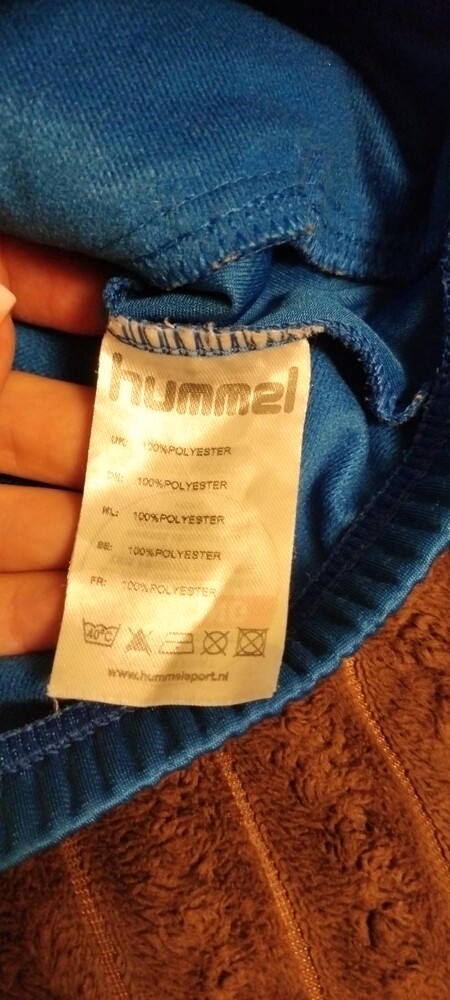 hummel
UK: 100%POLYESTER
100%POLYESTER
NL: 100%POLYESTER
BE: 100%POLYESTER
FR: 100%POLYESTER
40°C
www.hummelsport.nl